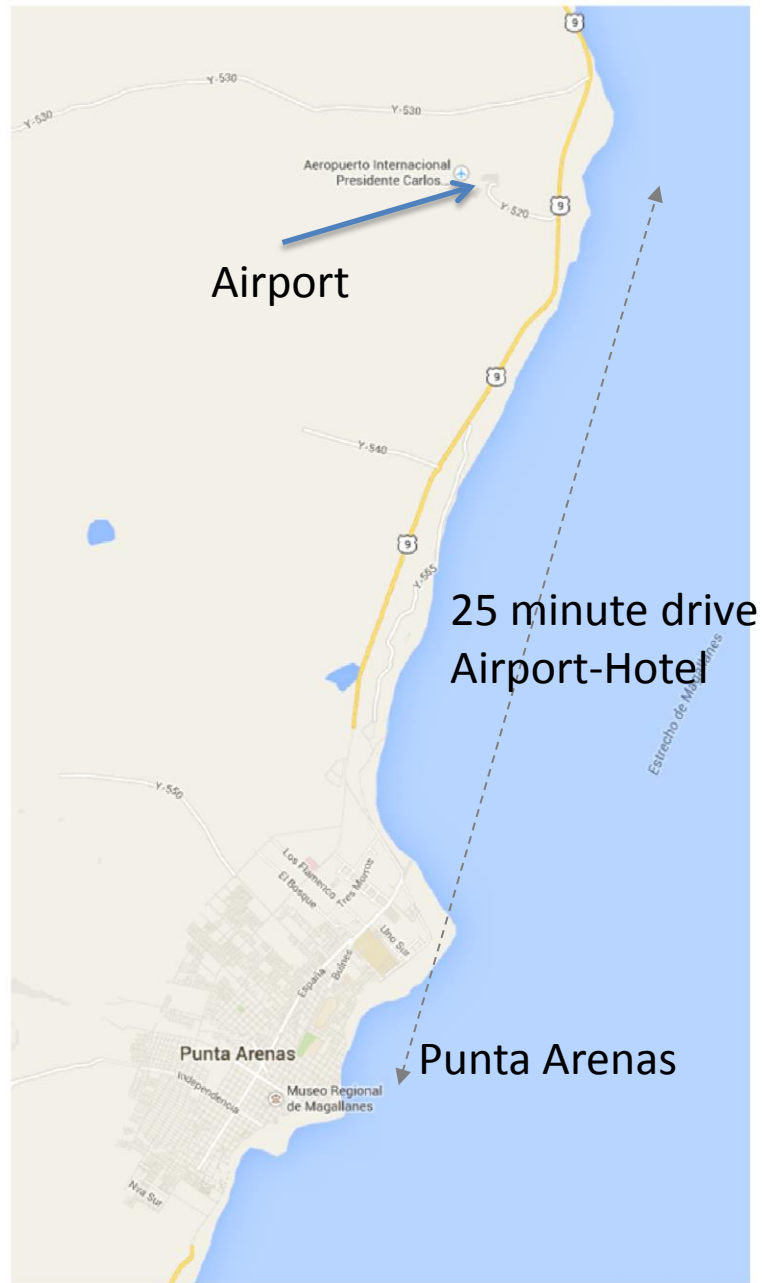 9
Y-530
Y-530
Y-530
Aeropuerto Internacional
Presidente Carlos...
Y-520
9
Airport
9
Y-540
9
Y-565
25 minute drive
Airport-Hotel
Estrecho de Magallanes
Y-550
Los Flamenco
El Bosque
Tres Morros
Uno Sur
España
Bulnes
Punta Arenas
Punta Arenas
Independencia
Museo Regional
de Magallanes
Nva Sur